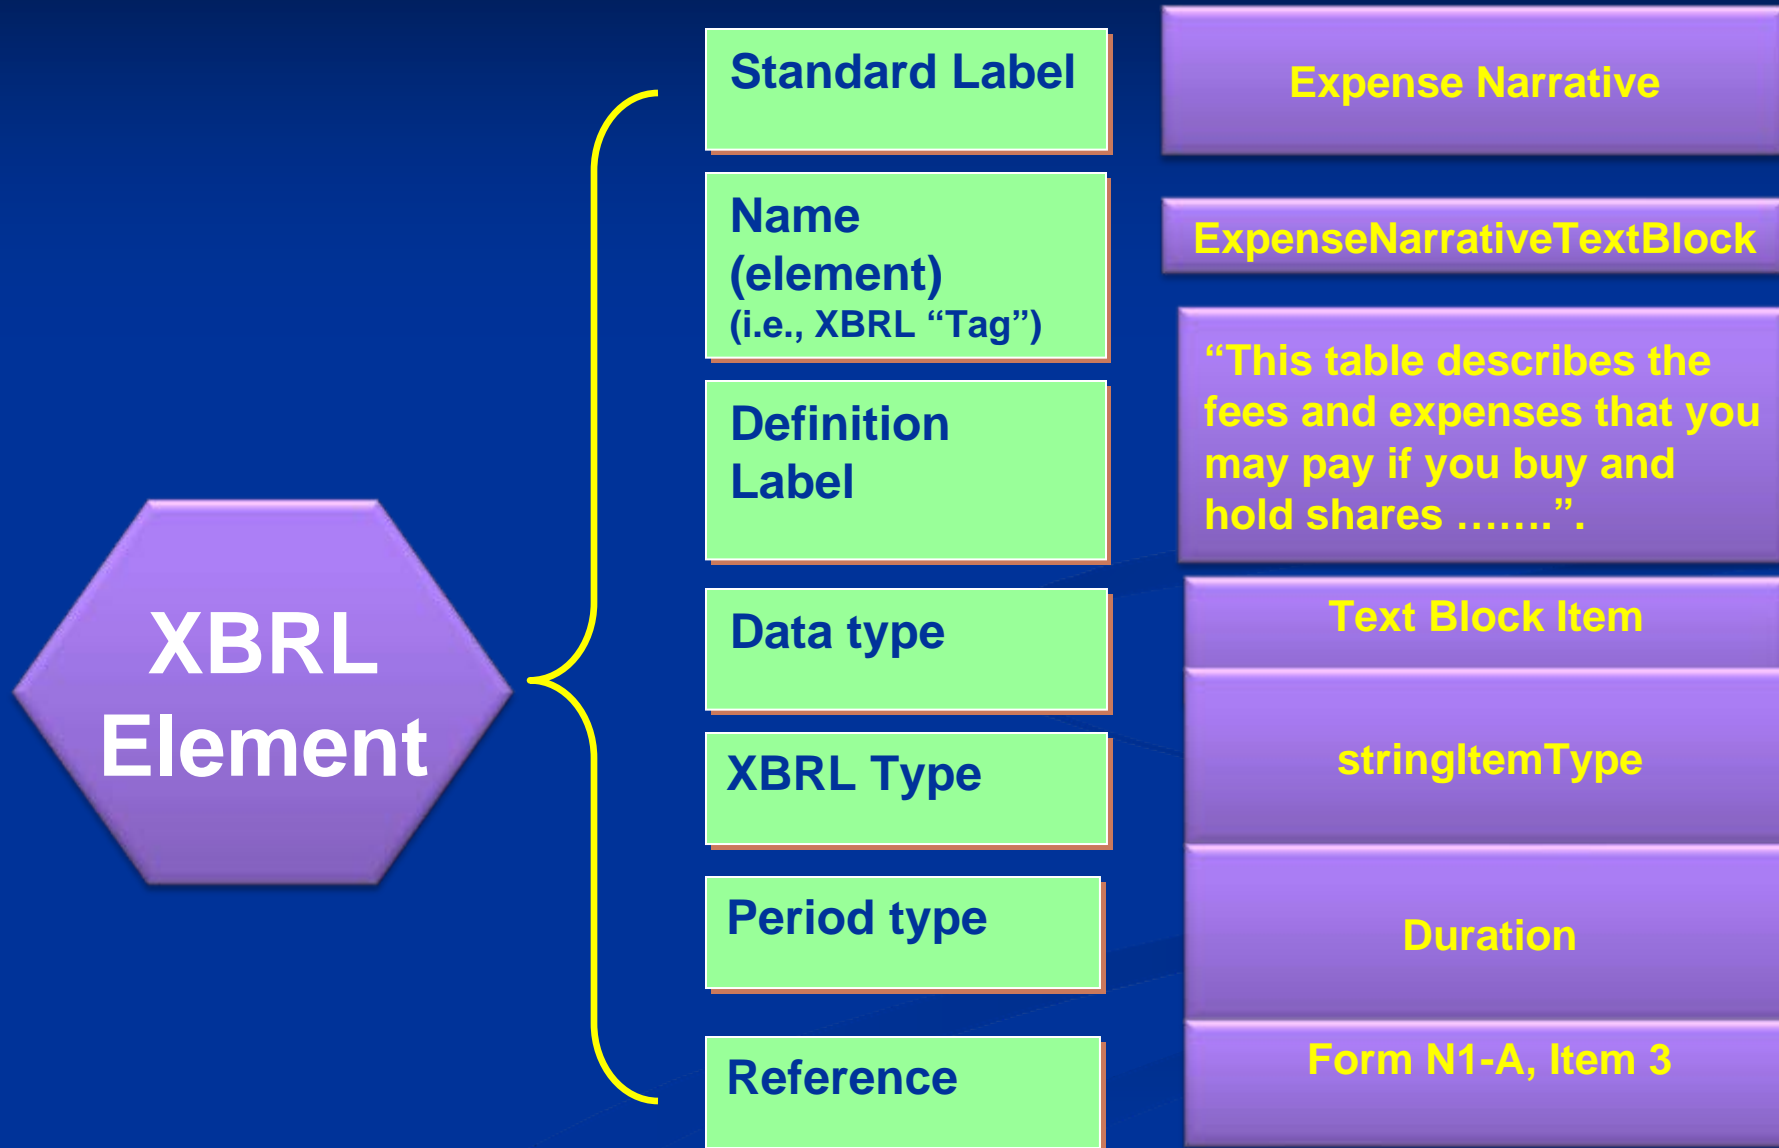 XBRL
Element
Standard Label
Expense Narrative
Name
(element)
(i.e., XBRL “Tag”)
ExpenseNarrativeTextBlock
Definition
Label
“This table describes the
fees and expenses that you
may pay if you buy and
hold shares …….”.
Data type
Text Block Item
XBRL Type
stringItemType
Period type
Duration
Reference
Form N1-A, Item 3